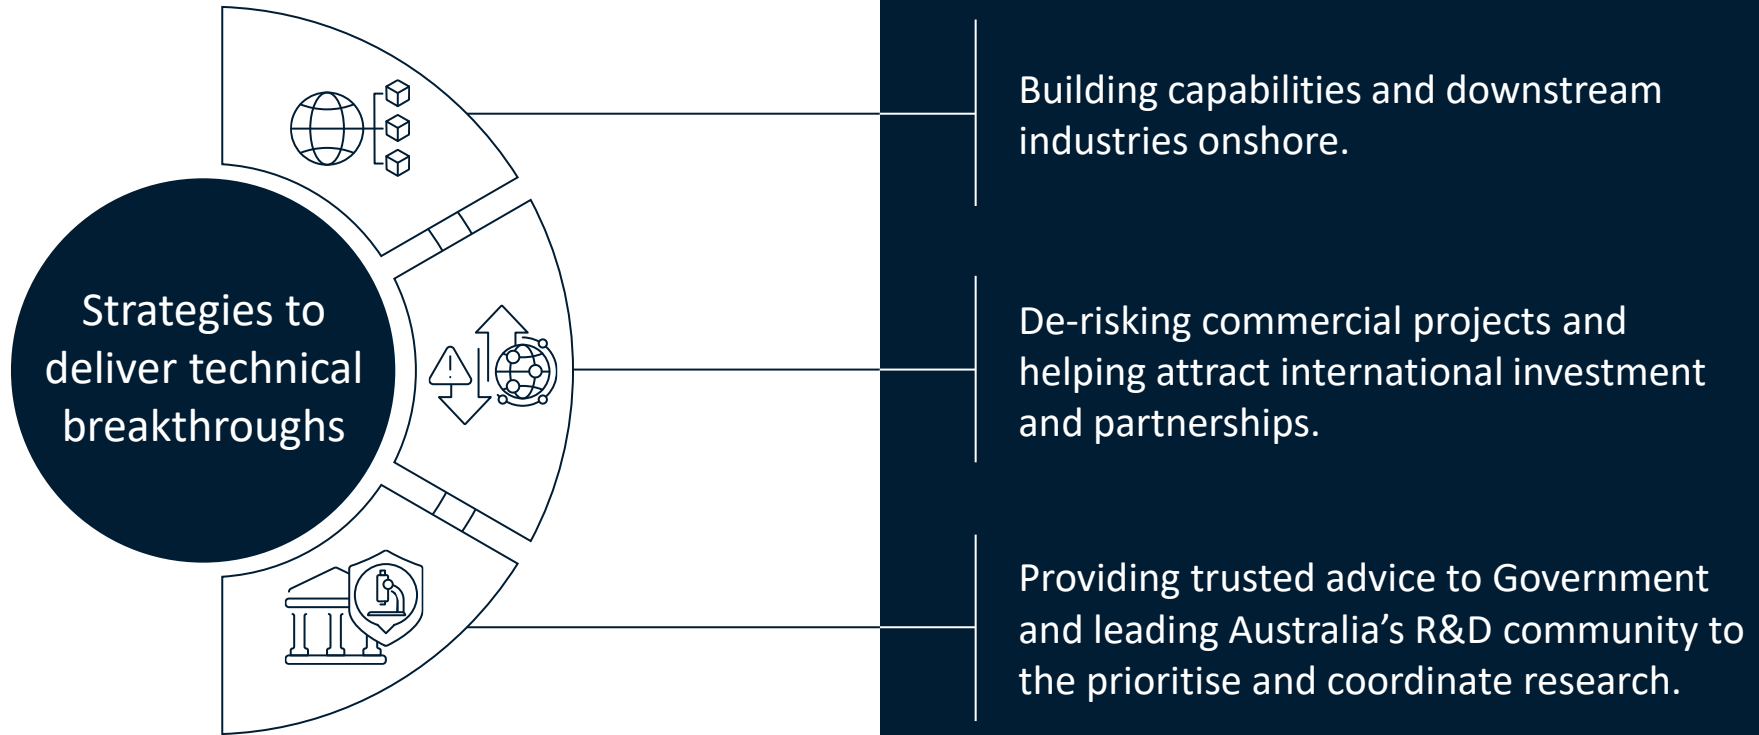 Strategies to
deliver technical
breakthroughs
Building capabilities and downstream
industries onshore.
De-risking commercial projects and
helping attract international investment
and partnerships.
Providing trusted advice to Government
and leading Australia’s R&D community to
the prioritise and coordinate research.